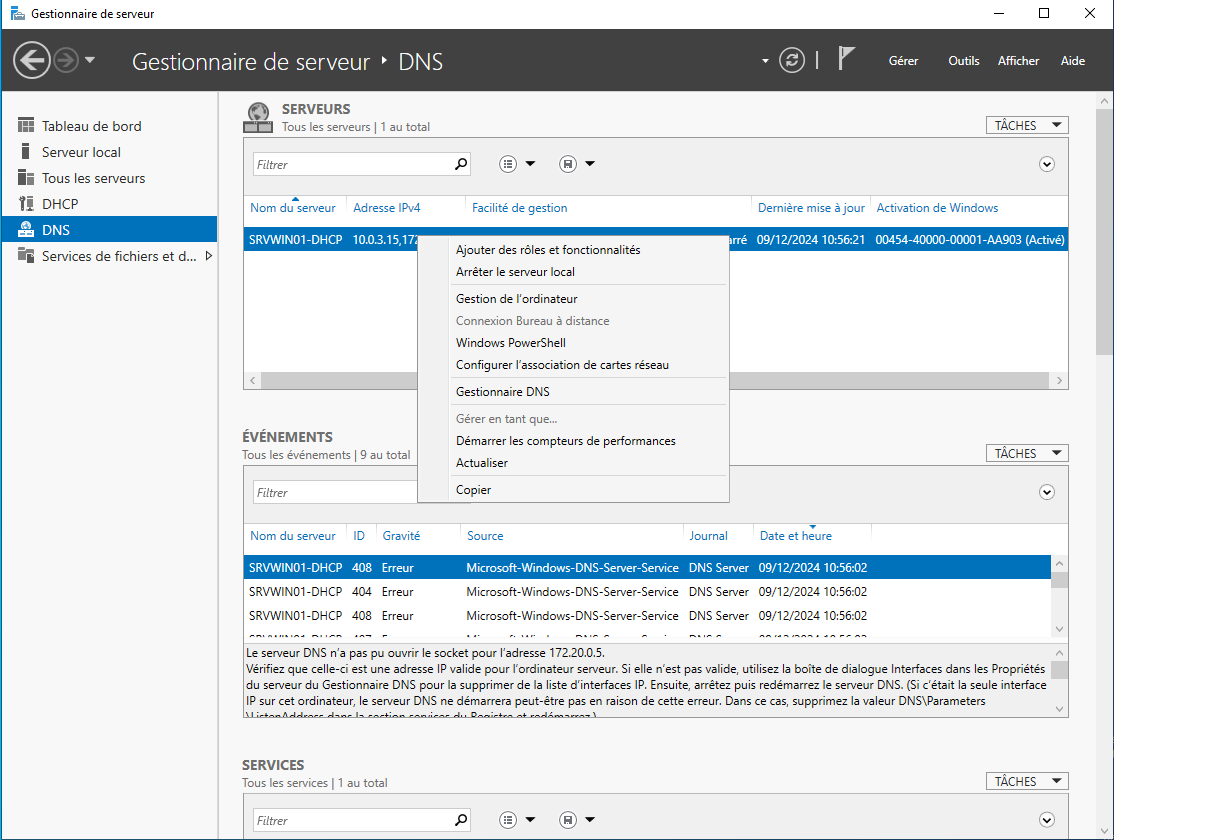 Gestionnaire de serveur
Gestionnaire de serveur ‣ DNS
Gérer Outils Afficher Aide
Tableau de bord
Serveur local
Tous les serveurs
DHCP
DNS
Services de fichiers et d...
SERVEURS
Tous les serveurs | 1 au total
TÂCHES
Filtrer
Nom du serveur Adresse IPv4 Facilité de gestion Dernière mise à jour Activation de Windows
SRVWIN01-DHCP 10.0.3.15,172 arré 09/12/2024 10:56:21 00454-40000-00001-AA903 (Activé)
Ajouter des rôles et fonctionnalités
Arrêter le serveur local
Gestion de l'ordinateur
Connexion Bureau à distance
Windows PowerShell
Configurer l'association de cartes réseau
Gestionnaire DNS
Gérer en tant que...
Démarrer les compteurs de performances
Actualiser
Copier
ÉVÉNEMENTS
Tous les événements | 9 au total
TÂCHES
Filtrer
Nom du serveur ID Gravité Source Journal Date et heure
SRVWIN01-DHCP 408 Erreur Microsoft-Windows-DNS-Server-Service DNS Server 09/12/2024 10:56:02
SRVWIN01-DHCP 404 Erreur Microsoft-Windows-DNS-Server-Service DNS Server 09/12/2024 10:56:02
SRVWIN01-DHCP 408 Erreur Microsoft-Windows-DNS-Server-Service DNS Server 09/12/2024 10:56:02
Le serveur DNS n'a pas pu ouvrir le socket pour l'adresse 172.20.0.5.
Vérifiez que celle-ci est une adresse IP valide pour l'ordinateur serveur. Si elle n'est pas valide, utilisez la boîte de dialogue Interfaces dans les Propriétés
du serveur du Gestionnaire DNS pour la supprimer de la liste d'interfaces IP. Ensuite, arrêtez puis redémarrez le serveur DNS. (Si c'était la seule interface
IP sur cet ordinateur, le serveur DNS ne démarrera peut-être pas en raison de cette erreur. Dans ce cas, supprimez la valeur DNS\Parameters
\ListenAddress dans la section services du Registre et redémarrez.)
SERVICES
Tous les services | 1 au total
TÂCHES
Filtrer